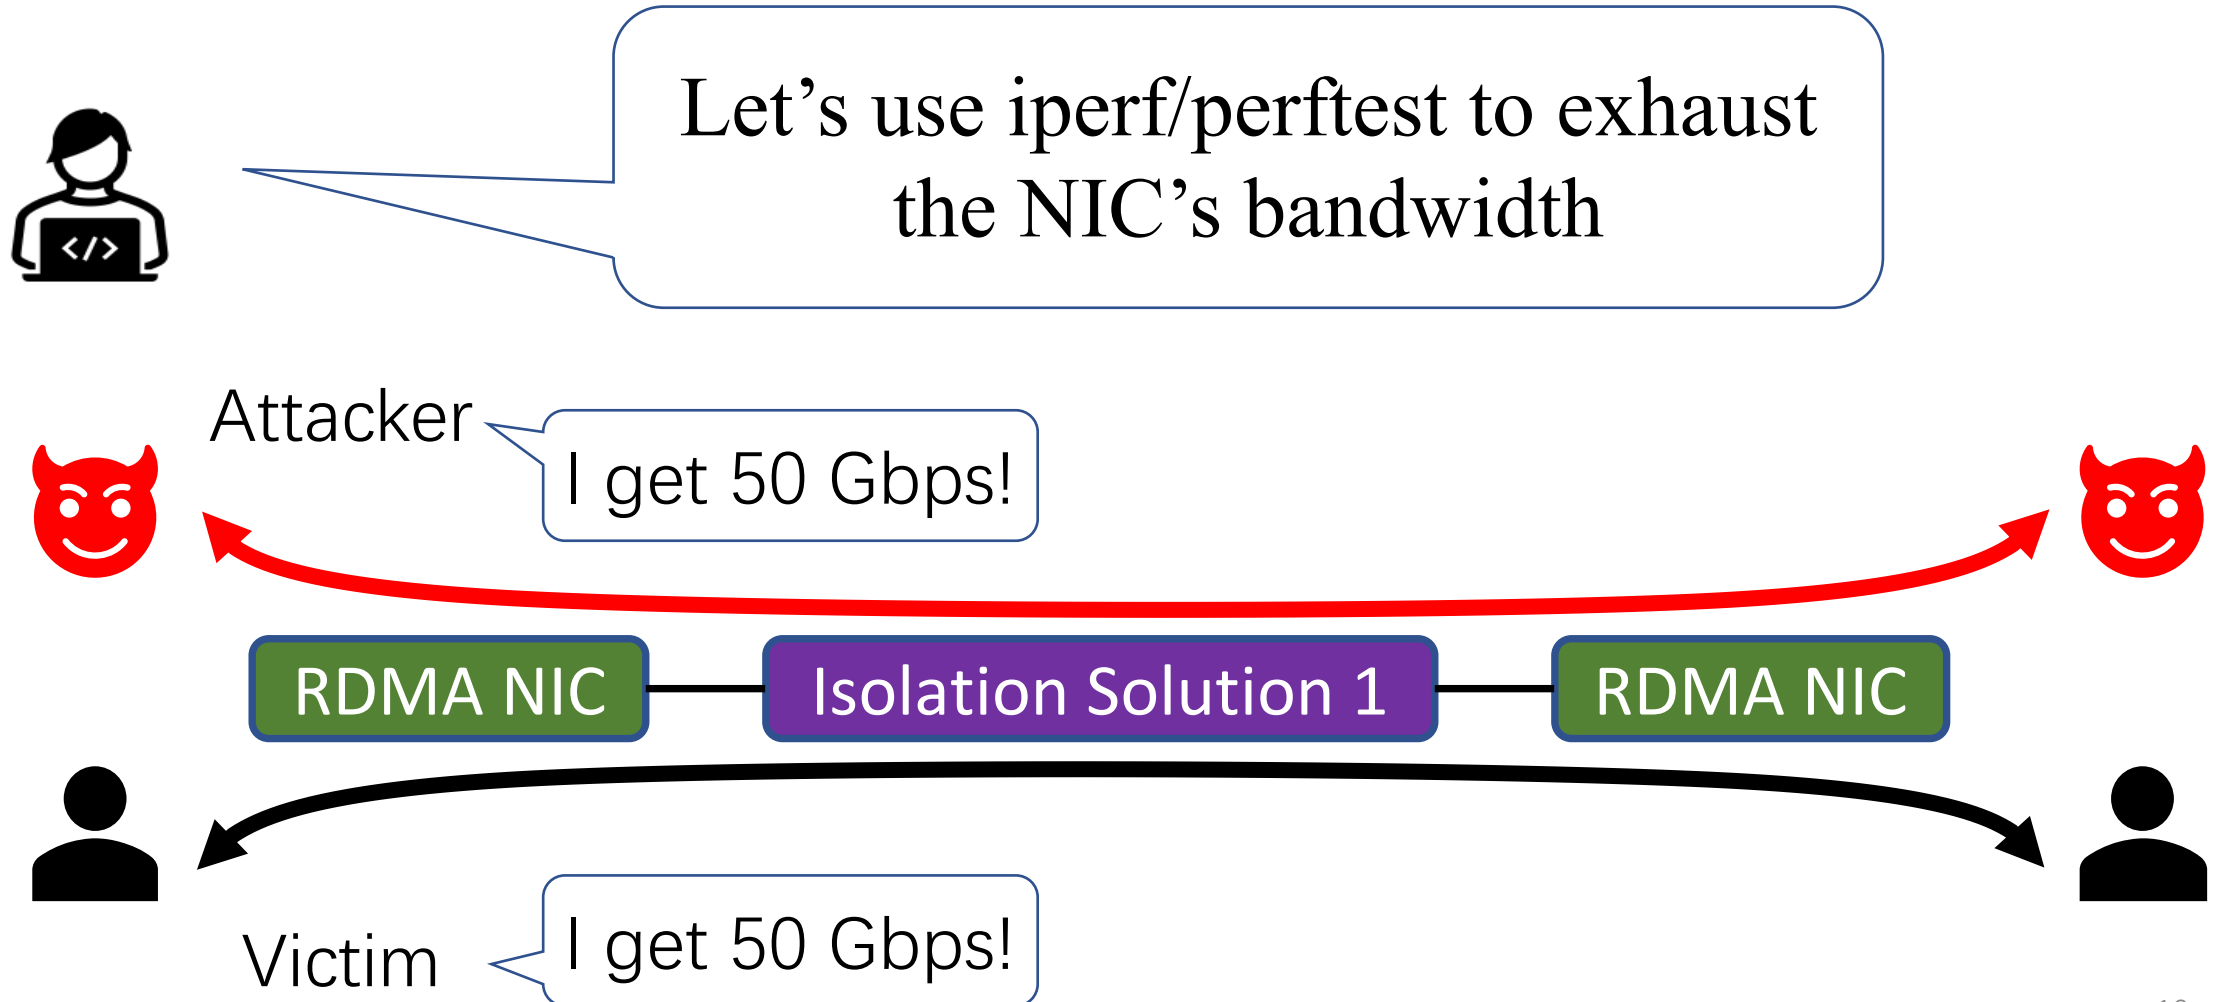 Let’s use iperf/perftest to exhaust
the NIC’s bandwidth
</>
Attacker
I get 50 Gbps!
RDMA NIC
Isolation Solution 1
RDMA NIC
I get 50 Gbps!
Victim